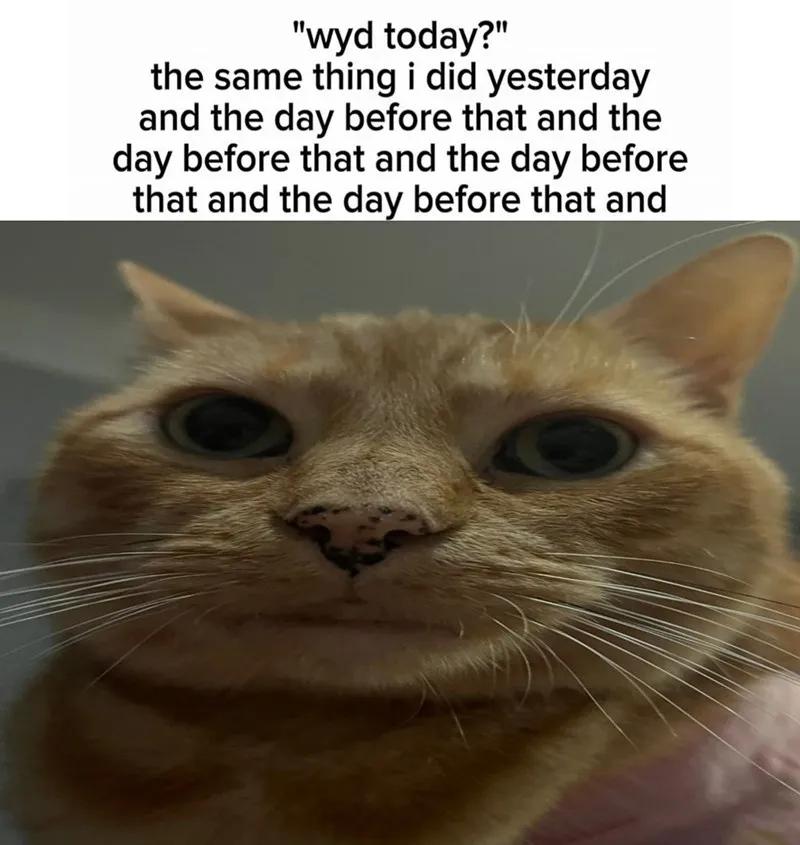 "wyd today?"
the same thing i did yesterday
and the day before that and the
day before that and the day before
that and the day before that and